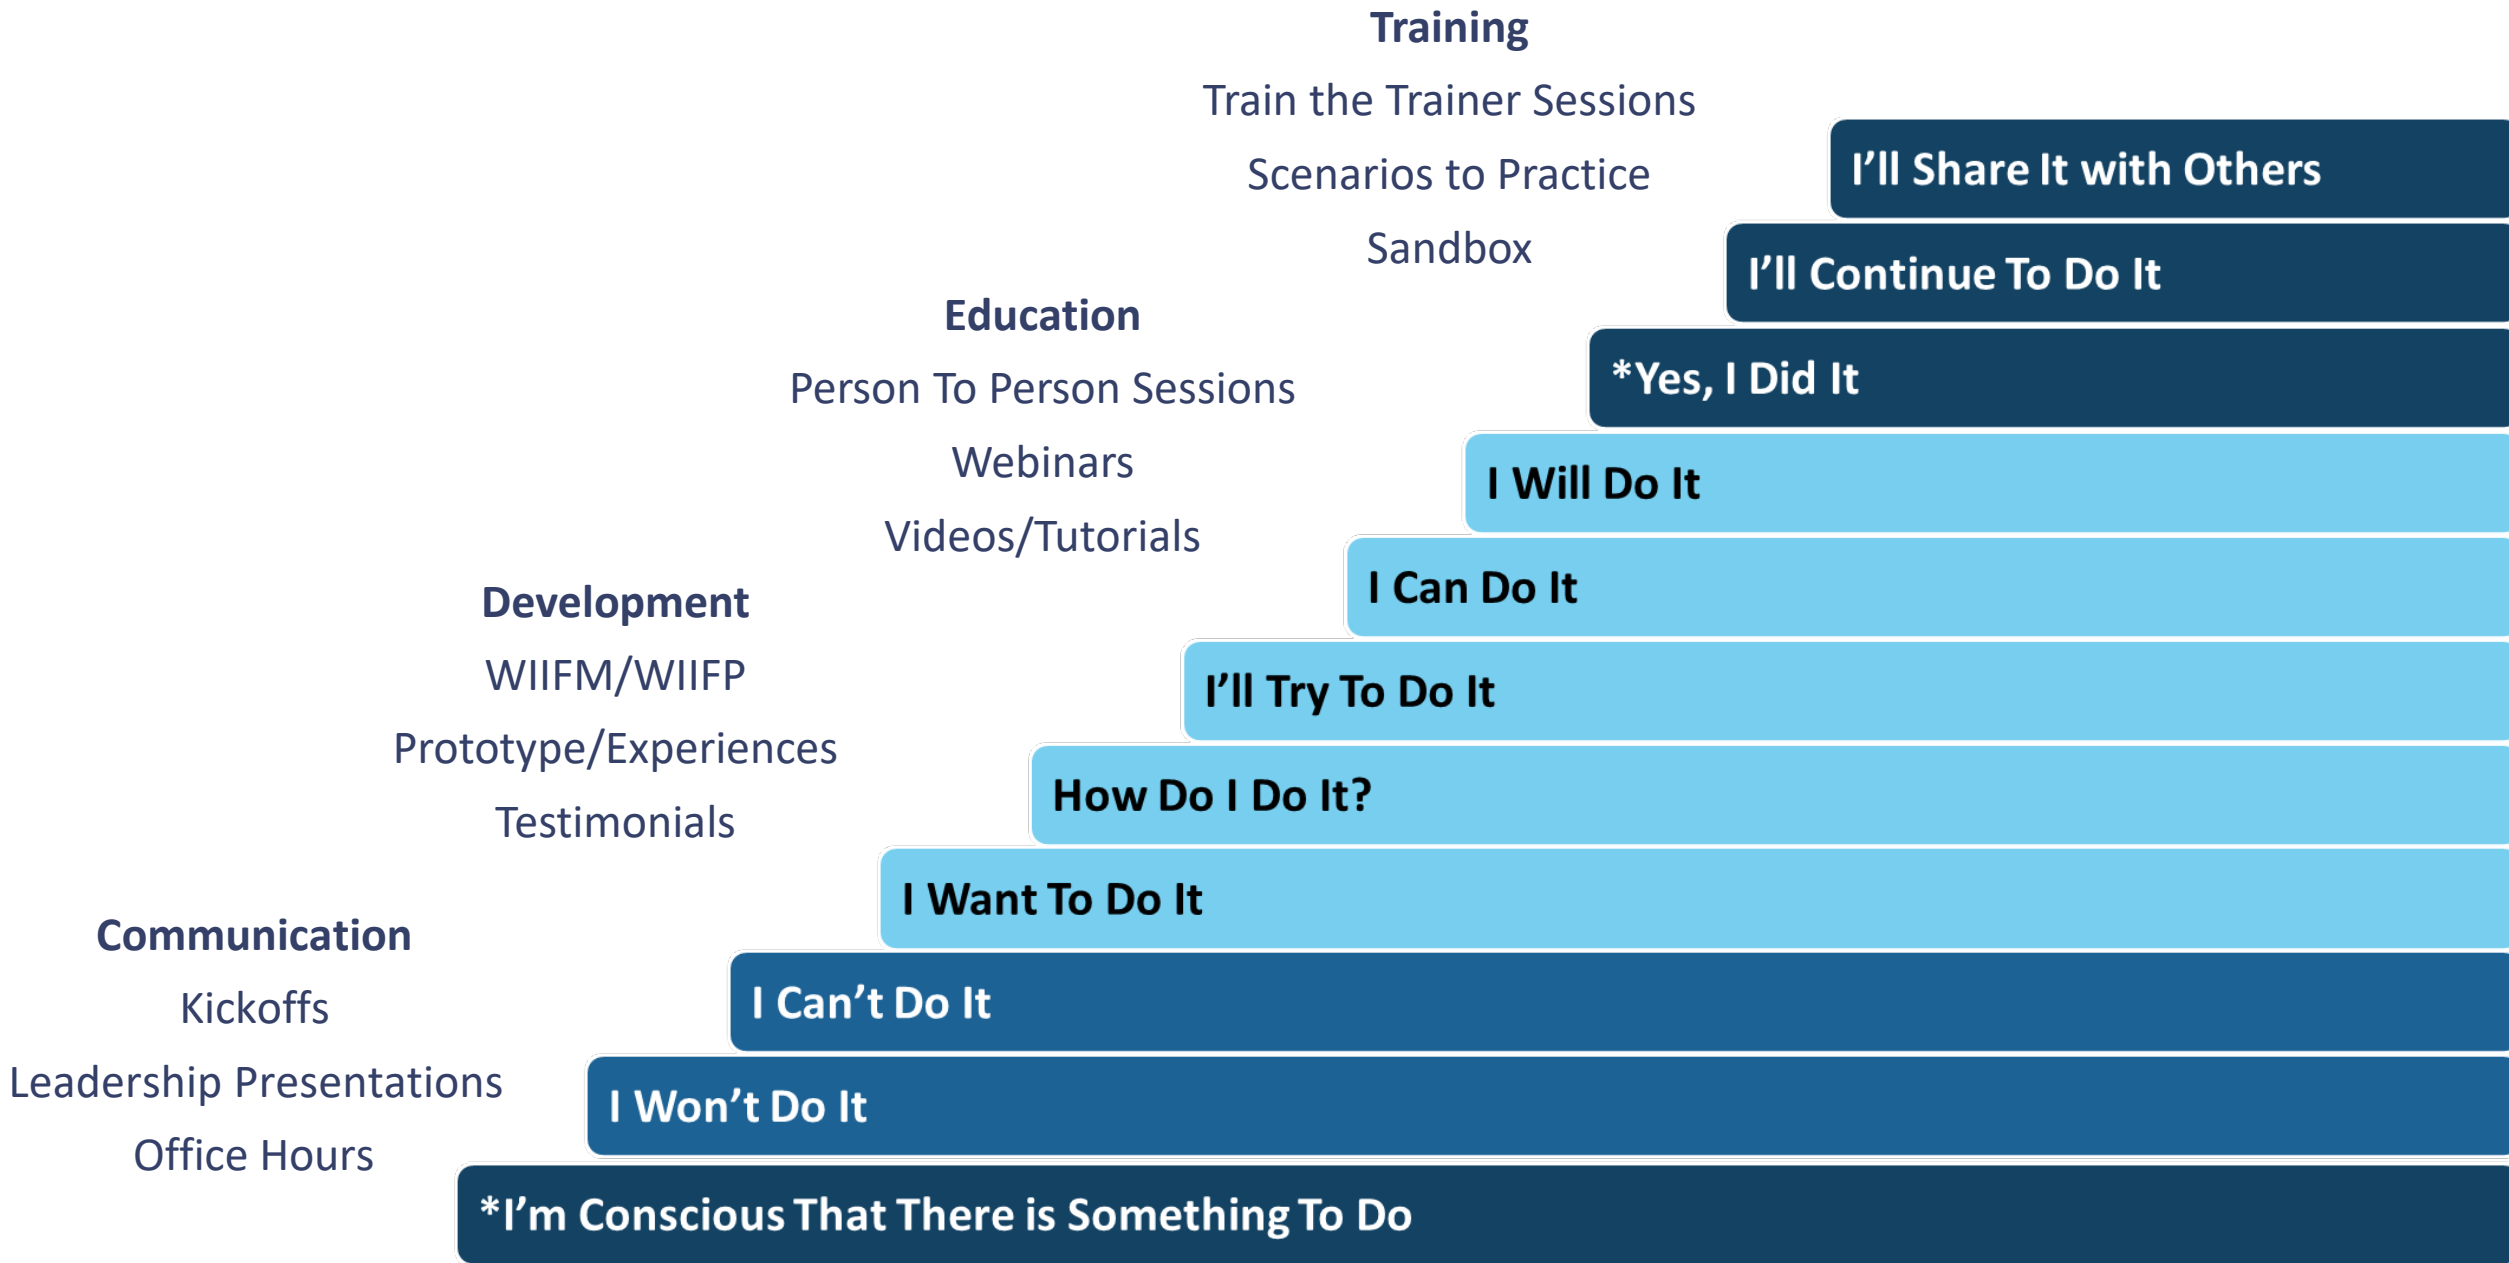 Training
Train the Trainer Sessions
Scenarios to Practice
Sandbox
Education
Person To Person Sessions
Webinars
Videos/Tutorials
Development
WIIFM/WIIFP
Prototype/Experiences
Testimonials
Communication
Kickoffs
Leadership Presentations
Office Hours
I’ll Share It with Others
I’ll Continue To Do It
*Yes, I Did It
I Will Do It
I Can Do It
I’ll Try To Do It
How Do I Do It?
I Want To Do It
I Can’t Do It
I Won’t Do It
*I’m Conscious That There is Something To Do